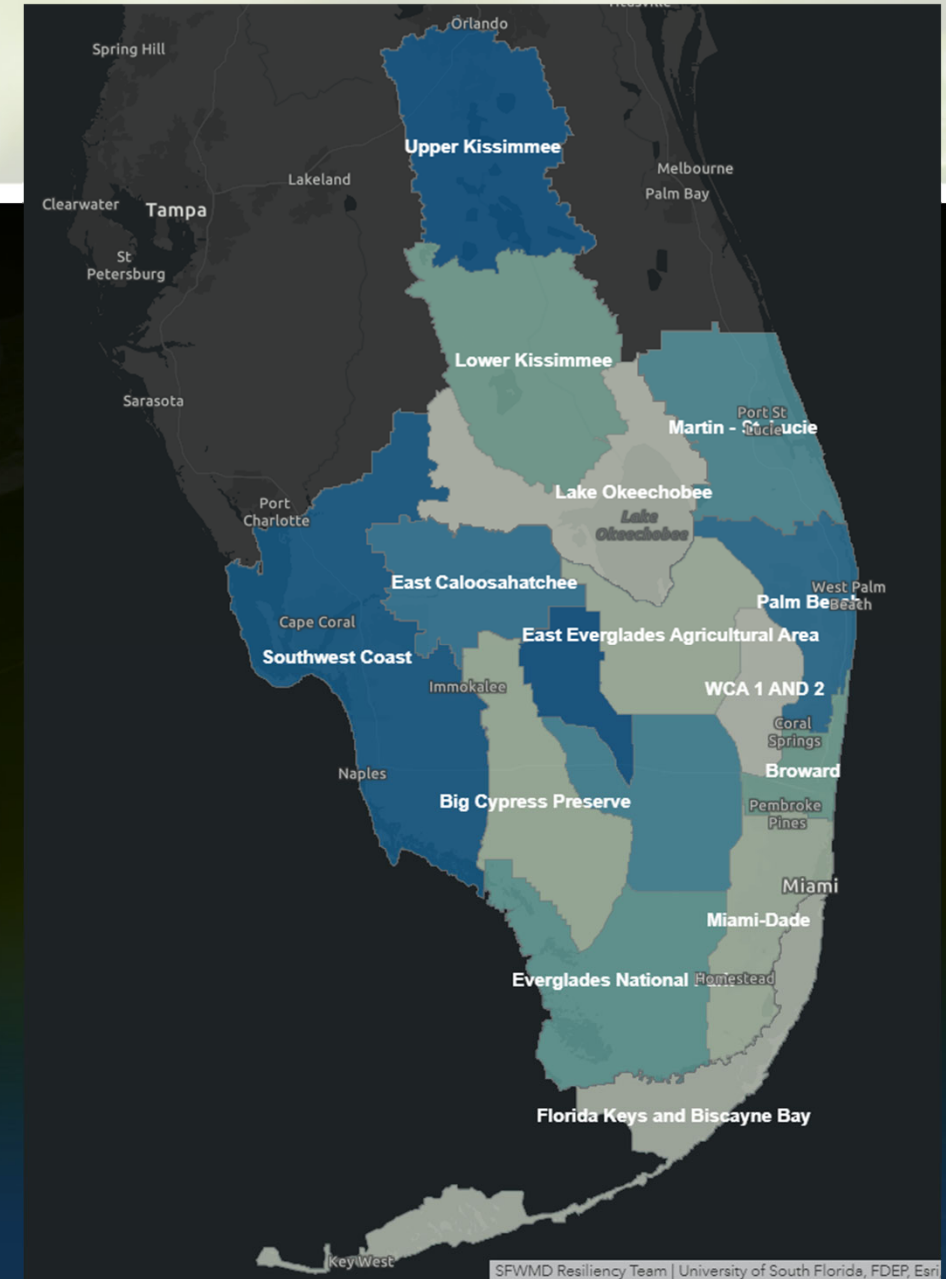 Orlando
Spring Hill
Upper Kissimmee
Melbourne
Lakeland
Palm Bay
Clearwater
Tampa
St
Petersburg
Lower Kissimmee
Sarasota
Port St
Martin -
Lake Okeechobee
Port
Charlotte
Lake
Okeechobee
East Caloosahatchee
West Palm
Beach
Palm
Cape Coral
East Everglades Agricultural Area
Southwest Coast
Immokalee
WCA 1 AND 2
Coral
Springs
Naples
Broward
Big Cypress Preserve
Pembroke
Pines
Miami
Miami-Dade
Everglades National
Homestead
Florida Keys and Biscayne Bay
Key West
SFWMD Resiliency Team | University of South Florida, FDEP, Esri